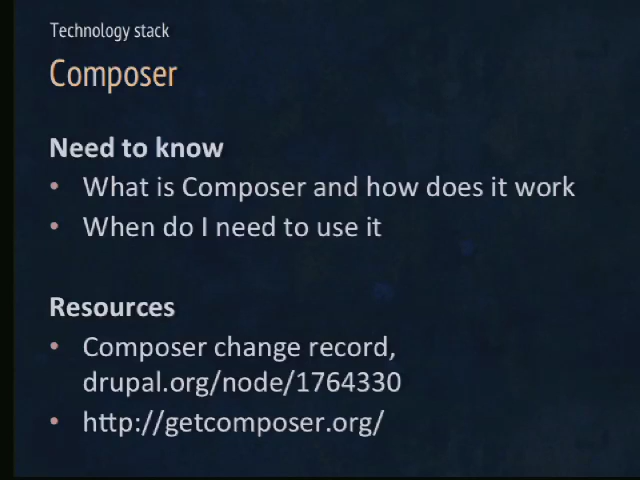 Technology stack
Composer
Need to know
• What is Composer and how does it work
• When do I need to use it
Resources
• Composer change record,
drupal.org/node/1764330
• http://getcomposer.org/